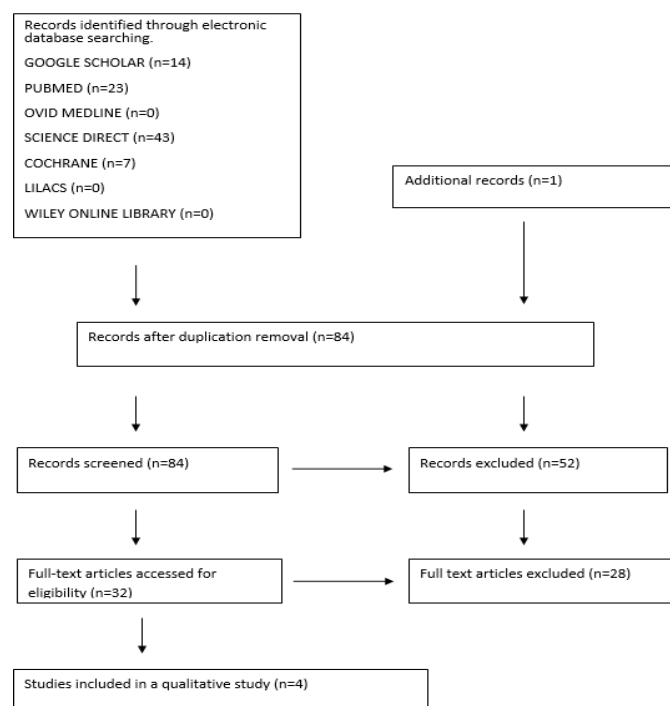 Records identified through electronic
database searching.
GOOGLE SCHOLAR (n=14)
PUBMED (n=23)
OVID MEDLINE (n=0)
SCIENCE DIRECT (n=43)
COCHRANE (n=7)
LILACS (n=0)
WILEY ONLINE LIBRARY (n=0)
Additional records (n=1)
Records after duplication removal (n=84)
Records screened (n=84)
Records excluded (n=52)
Full-text articles accessed for
eligibility (n=32)
Full text articles excluded (n=28)
Studies included in a qualitative study (n=4)